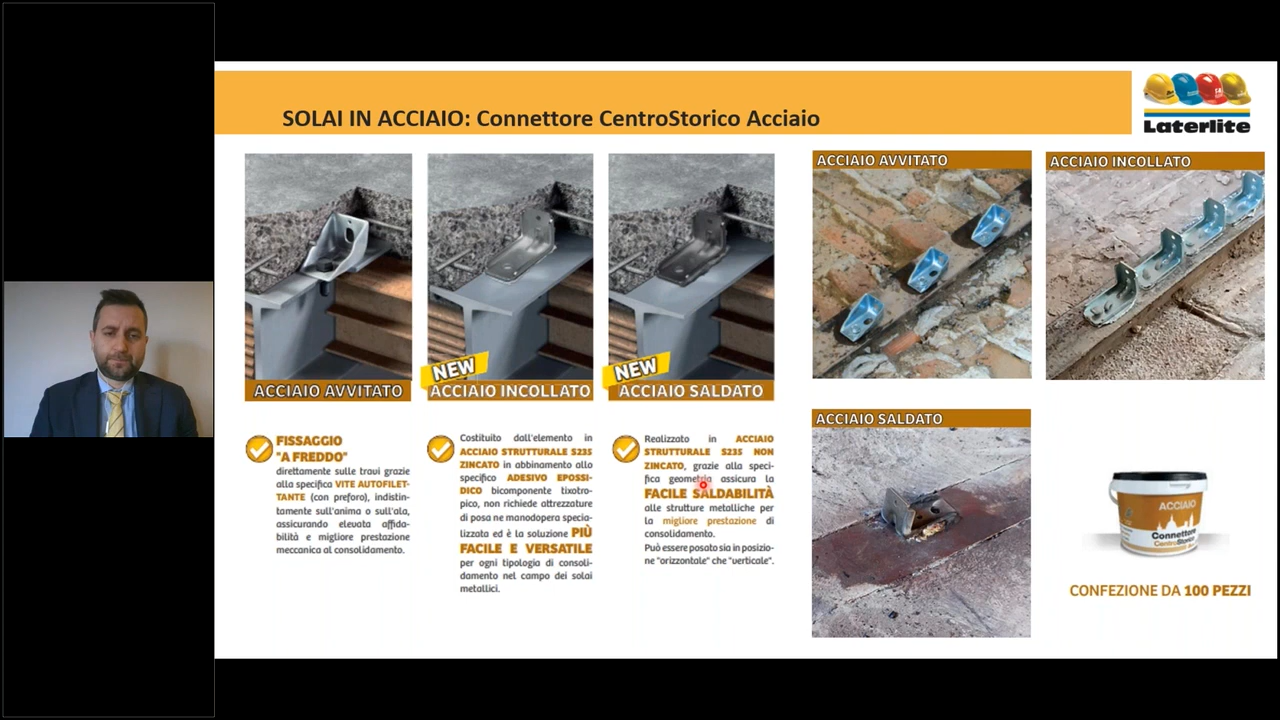 SOLAI IN ACCIAIO: Connettore CentroStorico Acciaio
Laterlite
NEW
ACCIAIO AVVITATO
ACCIAIO INCOLLATO
NEW
ACCIAIO SALDATO
FISSAGGIO
"A FREDDO"
direttamente sulle travi grazie
alla specifica VITE AUTOFILET-
TANTE (con preforo), indistin-
tamente sull'anima o sull'ala,
assicurando elevata affida-
bilità e migliore prestazione
meccanica al consolidamento.
Costituito dall'elemento in
ACCIAIO STRUTTURALE S235
ZINCATO in abbinamento allo
specifico ADESIVO EPOSSI-
DICO bicomponente tixotro-
pico, non richiede attrezzature
di posa ne manodopera specia-
lizzata ed è la soluzione PIÙ
FACILE E VERSATILE
per ogni tipologia di consoli-
damento nel campo dei solai
metallici.
Realizzato in ACCIAIO
STRUTTURALE S235 NON
ZINCATO, grazie alla speci-
fica geometria assicura la
FACILE SALDABILITÀ
alle strutture metalliche per
la migliore prestazione di
consolidamento.
Può essere posato sia in posizio-
ne "orizzontale" che "verticale".
ACCIAIO AVVITATO
ACCIAIO INCOLLATO
ACCIAIO SALDATO
ACCIAIO
Connettore
CentroStorico
CONFEZIONE DA 100 PEZZI